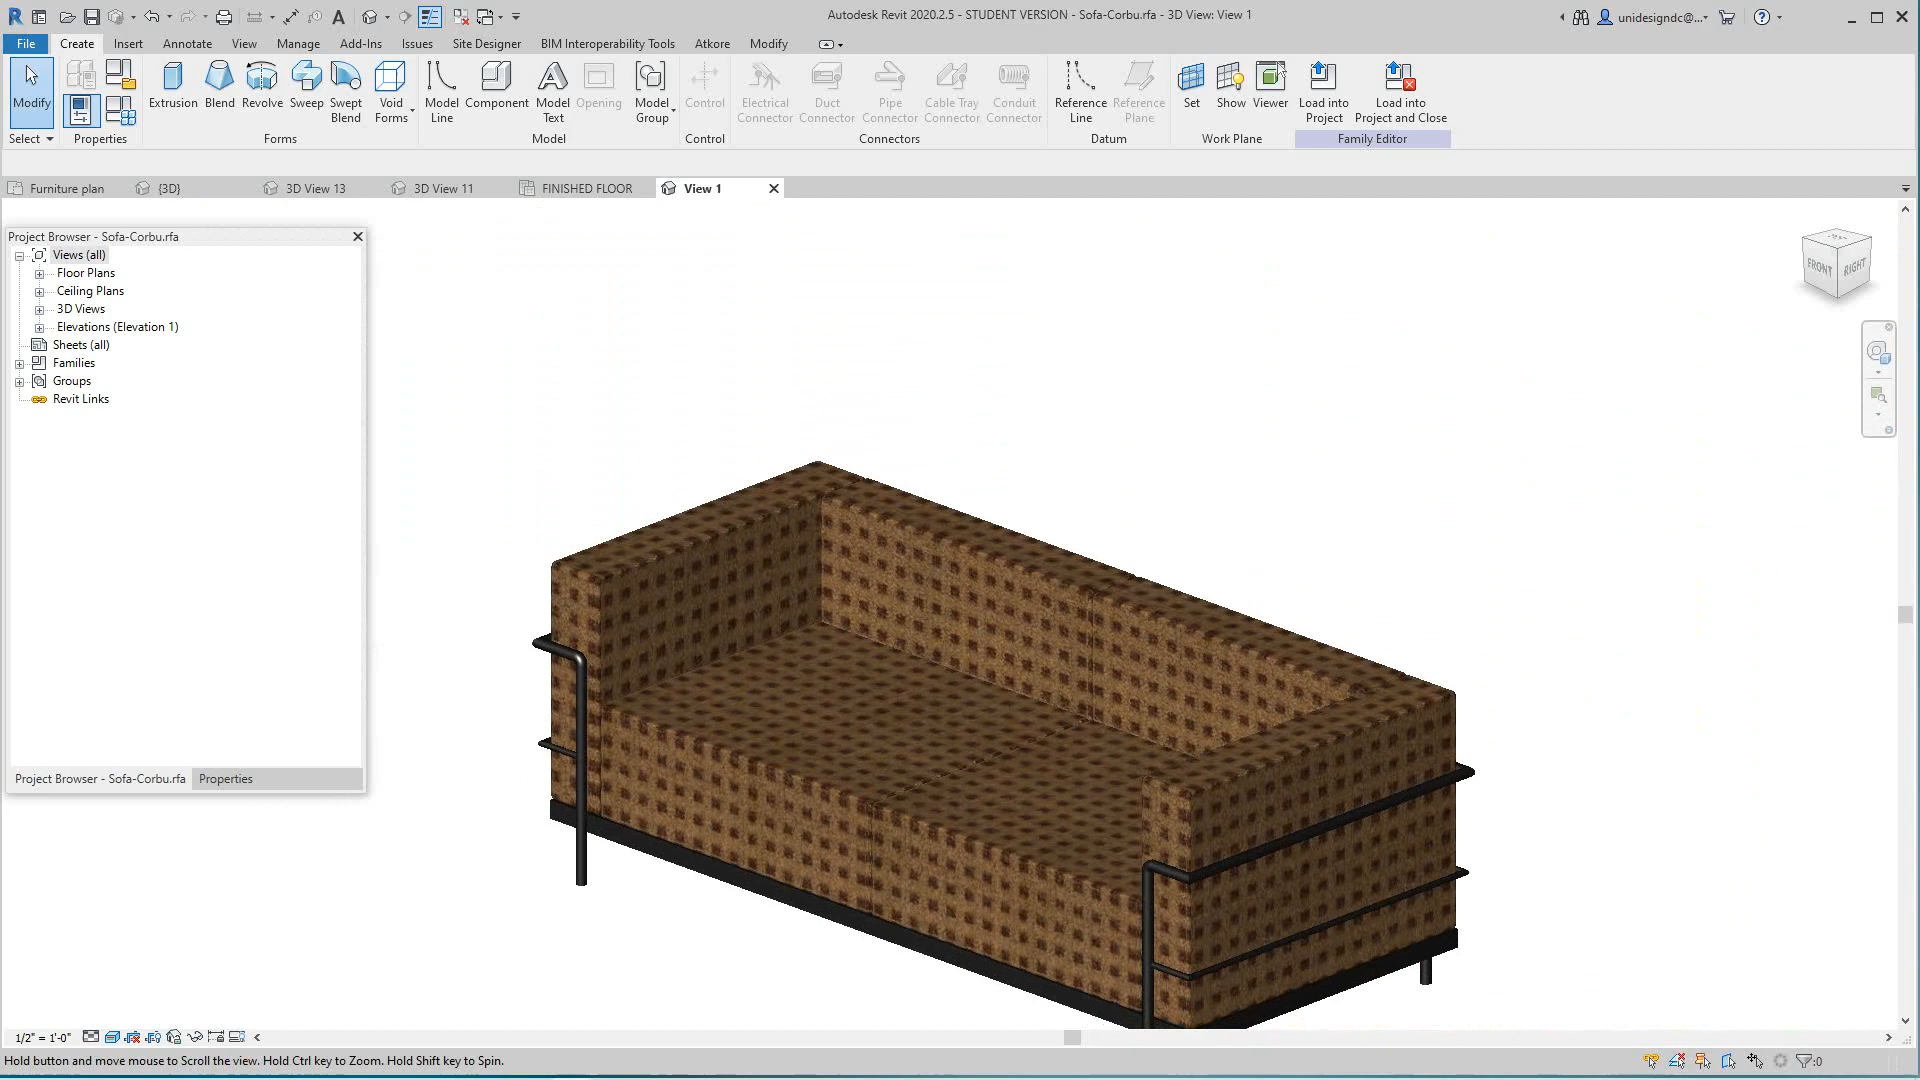 Autodesk Revit 2020.2.5 - STUDENT VERSION - Sofa-Corbu.rfa - 3D View: View 1
unidesigndc@...
File Create Insert Annotate View Manage Add-Ins Issues Site Designer BIM Interoperability Tools Atkore Modify
Modify
Extrusion Blend Revolve Sweep Swept Blend Void Forms
Model Line Component Model Text Opening Model Group
Control
Electrical Connector Duct Connector Pipe Connector Cable Tray Connector Conduit Connector
Reference Line Reference Plane
Set Show Viewer
Load into Project Load into Project and Close
Select Properties Forms Model Control Connectors Datum Work Plane Family Editor
Furniture plan {3D} 3D View 13 3D View 11 FINISHED FLOOR View 1
Project Browser - Sofa-Corbu.rfa
Views (all)
Floor Plans
Ceiling Plans
3D Views
Elevations (Elevation 1)
Sheets (all)
Families
Groups
Revit Links
Project Browser - Sofa-Corbu.rfa Properties
FRONT RIGHT
1/2" = 1'-0"
Hold button and move mouse to Scroll the view. Hold Ctrl key to Zoom. Hold Shift key to Spin.
:0